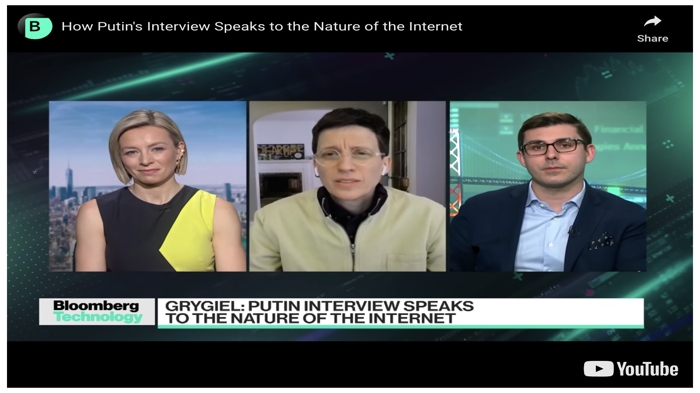 B
How Putin's Interview Speaks to the Nature of the Internet
Share
Financial
Bloomberg
Technology
GRYGIEL: PUTIN INTERVIEW SPEAKS
TO THE NATURE OF THE INTERNET
YouTube